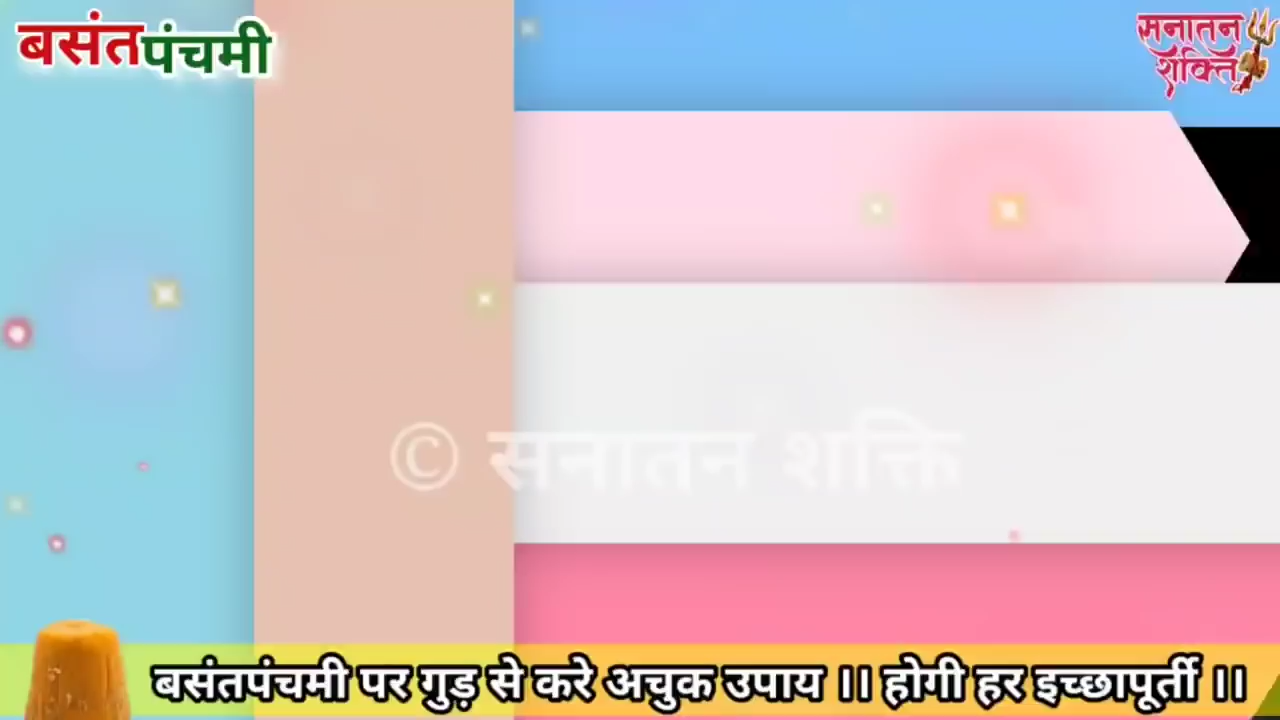 बसंतपंचमी
सनातन
शक्ति
© सनातन शक्ति
बसंतपंचमी पर गुड़ से करे अचुक उपाय ।। होगी हर इच्छापूर्ती ।।